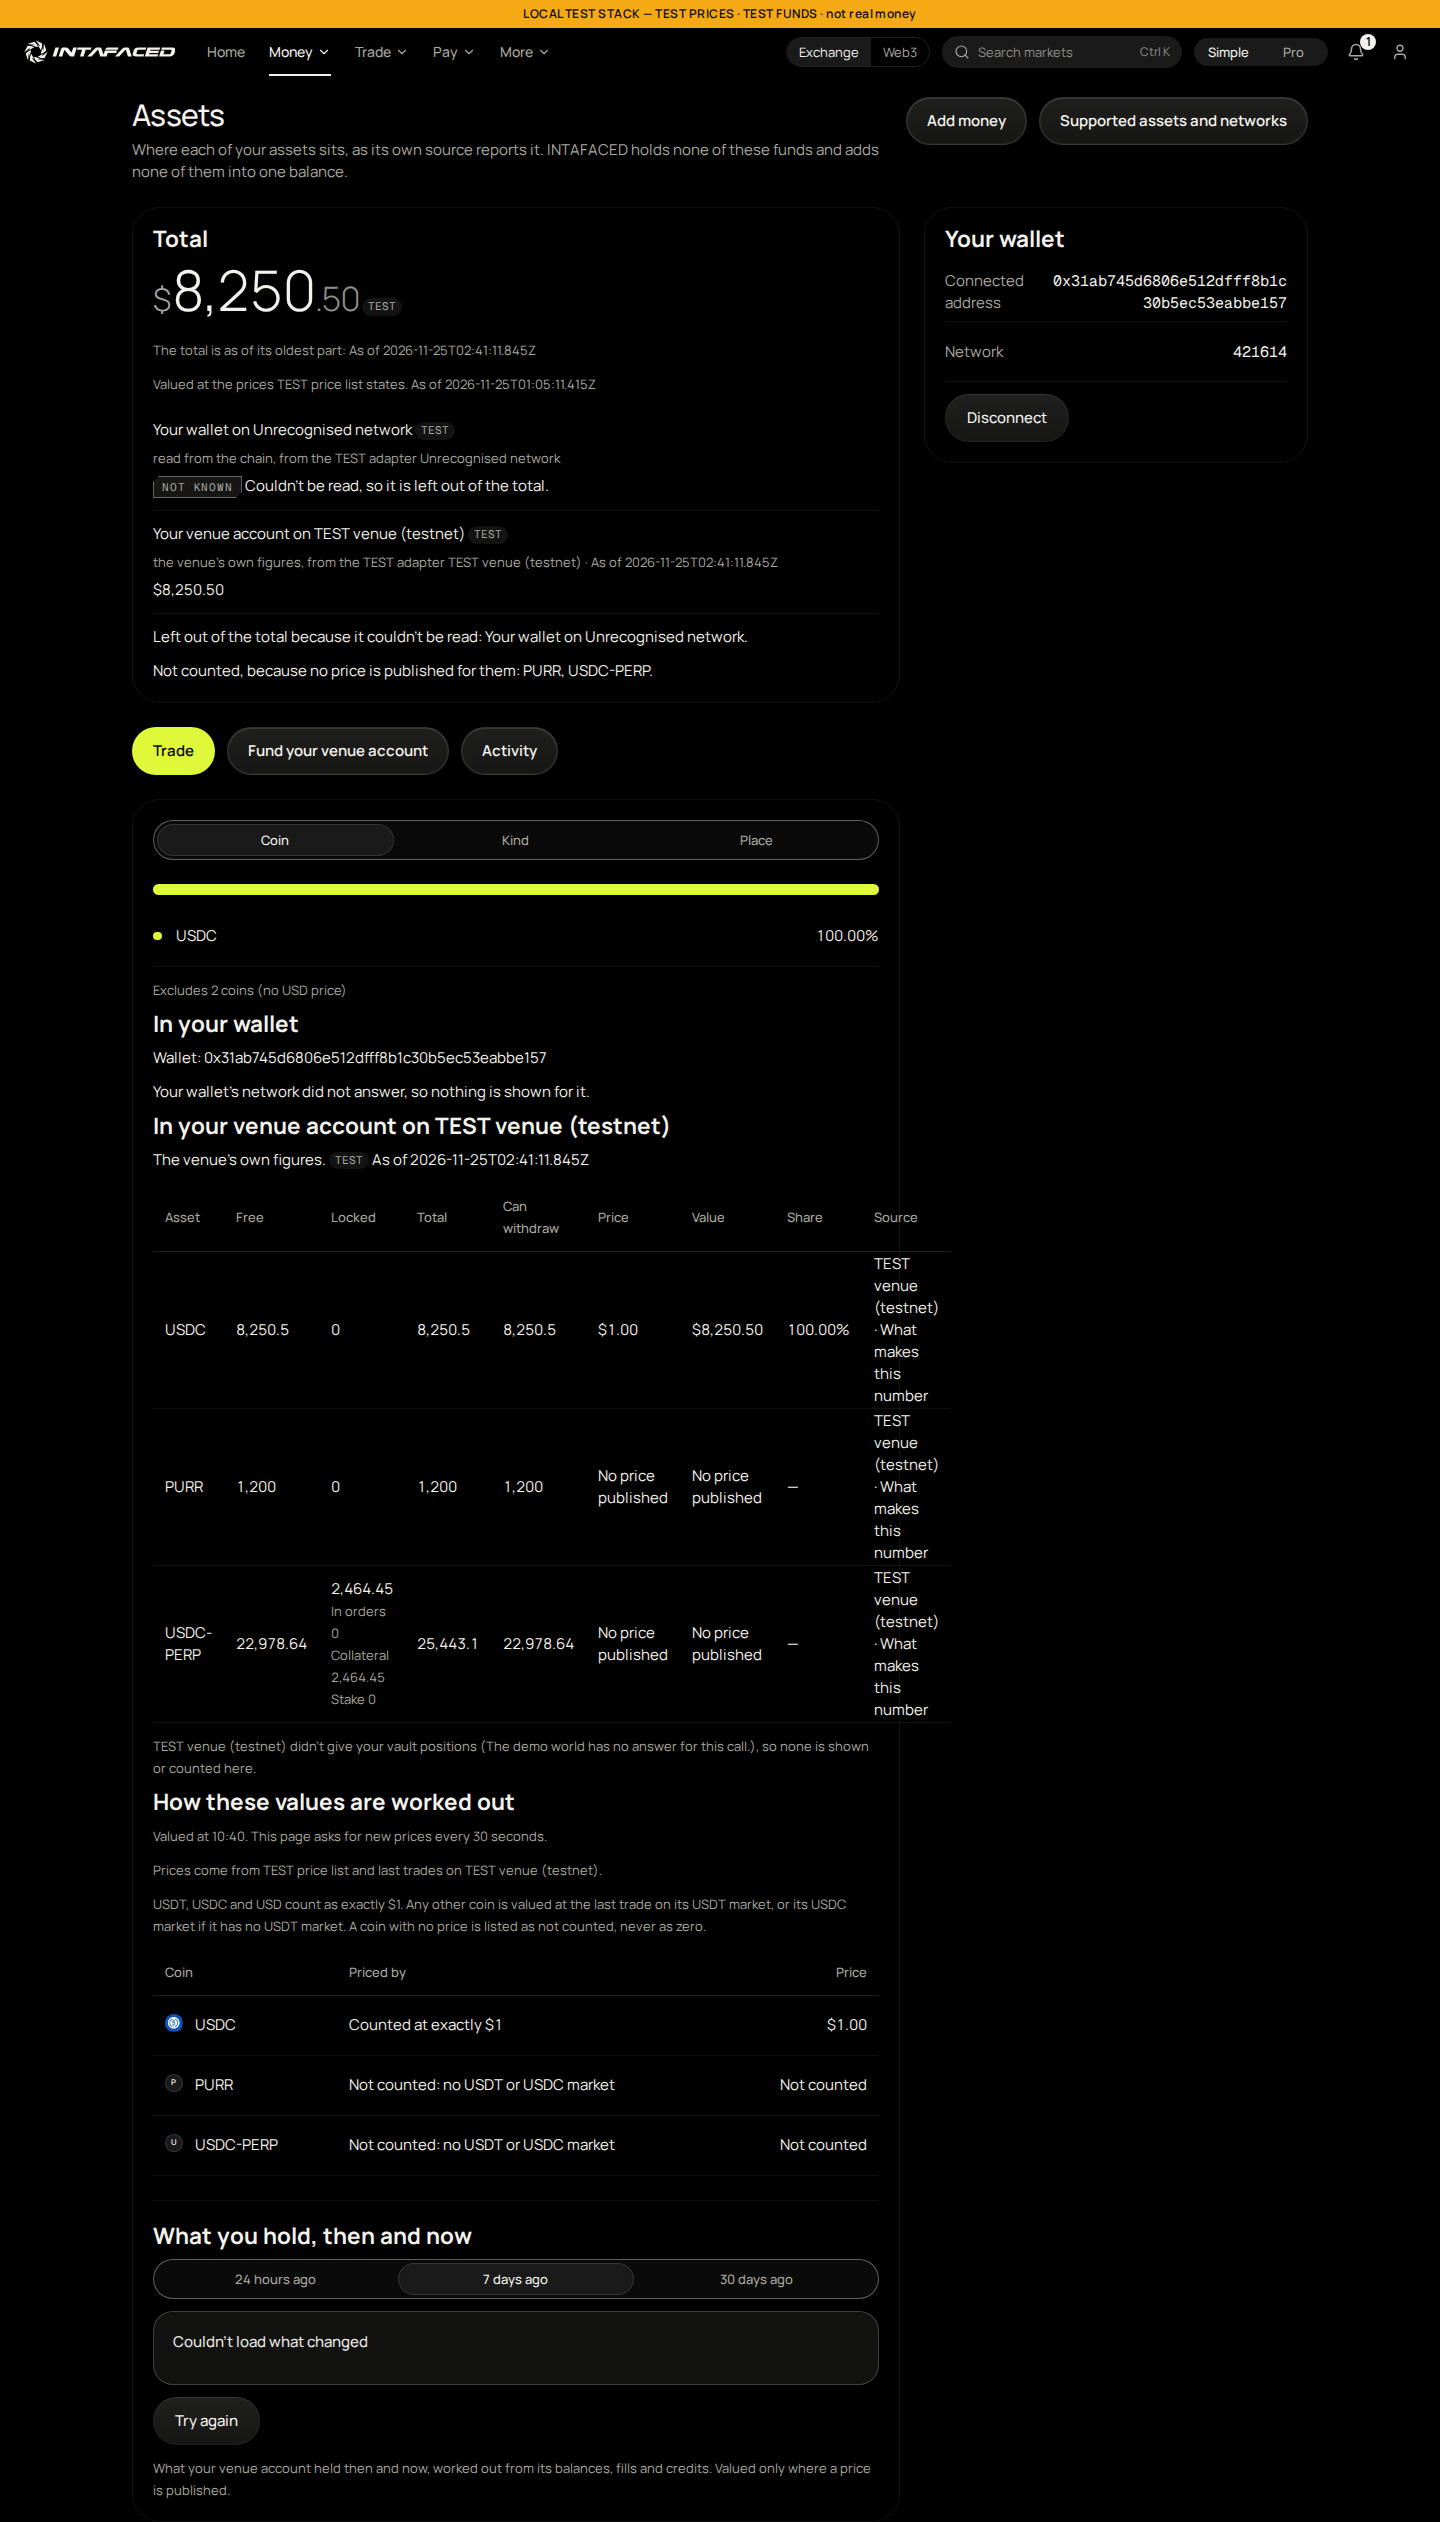 LOCAL TEST STACK — TEST PRICES · TEST FUNDS · not real money
INTAFACED
Home
Money
Trade
Pay
More
Exchange
Web3
Search markets
Ctrl K
Simple
Pro
1
Assets
Where each of your assets sits, as its own source reports it. INTAFACED holds none of these funds and adds
none of them into one balance.
Add money
Supported assets and networks
Total
$8,250.50 TEST
The total is as of its oldest part: As of 2026-11-25T02:41:11.845Z
Valued at the prices TEST price list states. As of 2026-11-25T01:05:11.415Z
Your wallet on Unrecognised network TEST
read from the chain, from the TEST adapter Unrecognised network
NOT KNOWN Couldn't be read, so it is left out of the total.
Your venue account on TEST venue (testnet) TEST
the venue's own figures, from the TEST adapter TEST venue (testnet) · As of 2026-11-25T02:41:11.845Z
$8,250.50
Left out of the total because it couldn't be read: Your wallet on Unrecognised network.
Not counted, because no price is published for them: PURR, USDC-PERP.
Your wallet
Connected
address
0x31ab745d6806e512dfff8b1c
30b5ec53eabbe157
Network
421614
Disconnect
Trade
Fund your venue account
Activity
Coin
Kind
Place
USDC
100.00%
Excludes 2 coins (no USD price)
In your wallet
Wallet: 0x31ab745d6806e512dfff8b1c30b5ec53eabbe157
Your wallet's network did not answer, so nothing is shown for it.
In your venue account on TEST venue (testnet)
The venue's own figures. TEST As of 2026-11-25T02:41:11.845Z
Asset
Free
Locked
Total
Can
withdraw
Price
Value
Share
Source
USDC
8,250.5
0
8,250.5
8,250.5
$1.00
$8,250.50
100.00%
TEST
venue
(testnet)
· What
makes
this
number
PURR
1,200
0
1,200
1,200
No price
published
No price
published
—
TEST
venue
(testnet)
· What
makes
this
number
USDC-
PERP
22,978.64
2,464.45
In orders
0
Collateral
2,464.45
Stake 0
25,443.1
22,978.64
No price
published
No price
published
—
TEST
venue
(testnet)
· What
makes
this
number
TEST venue (testnet) didn't give your vault positions (The demo world has no answer for this call.), so none is shown
or counted here.
How these values are worked out
Valued at 10:40. This page asks for new prices every 30 seconds.
Prices come from TEST price list and last trades on TEST venue (testnet).
USDT, USDC and USD count as exactly $1. Any other coin is valued at the last trade on its USDT market, or its USDC
market if it has no USDT market. A coin with no price is listed as not counted, never as zero.
Coin
Priced by
Price
USDC
Counted at exactly $1
$1.00
P
PURR
Not counted: no USDT or USDC market
Not counted
U
USDC-PERP
Not counted: no USDT or USDC market
Not counted
What you hold, then and now
24 hours ago
7 days ago
30 days ago
Couldn't load what changed
Try again
What your venue account held then and now, worked out from its balances, fills and credits. Valued only where a price
is published.